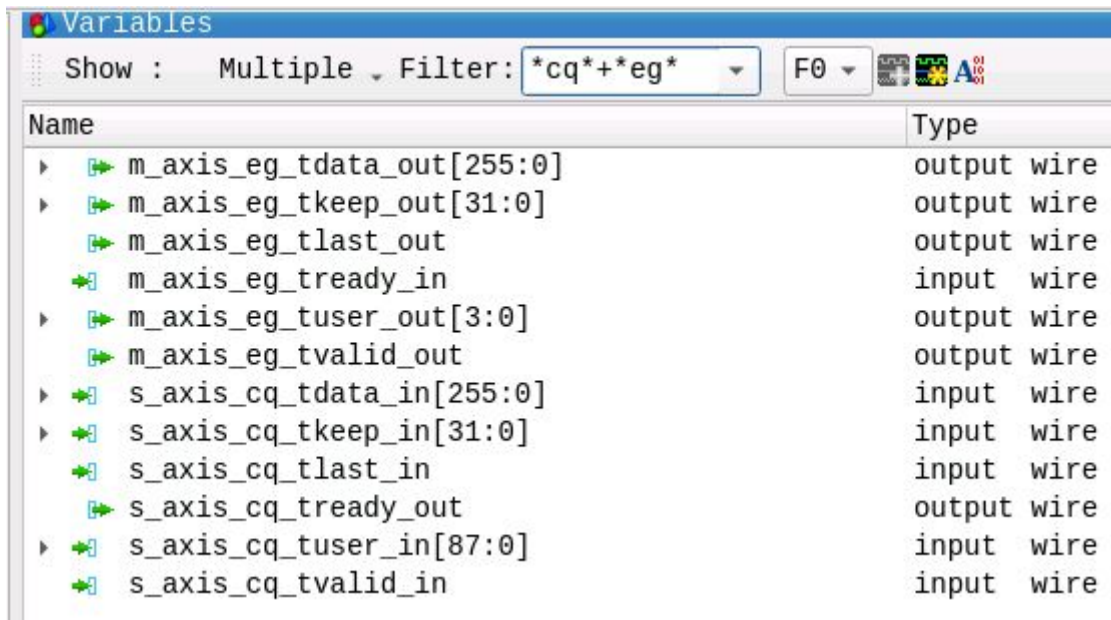 Variables
Show : Multiple Filter: *cq*+*eg* F0 A
Name Type
m_axis_eg_tdata_out[255:0] output wire
m_axis_eg_tkeep_out[31:0] output wire
m_axis_eg_tlast_out output wire
m_axis_eg_tready_in input wire
m_axis_eg_tuser_out[3:0] output wire
m_axis_eg_tvalid_out output wire
s_axis_cq_tdata_in[255:0] input wire
s_axis_cq_tkeep_in[31:0] input wire
s_axis_cq_tlast_in input wire
s_axis_cq_tready_out output wire
s_axis_cq_tuser_in[87:0] input wire
s_axis_cq_tvalid_in input wire